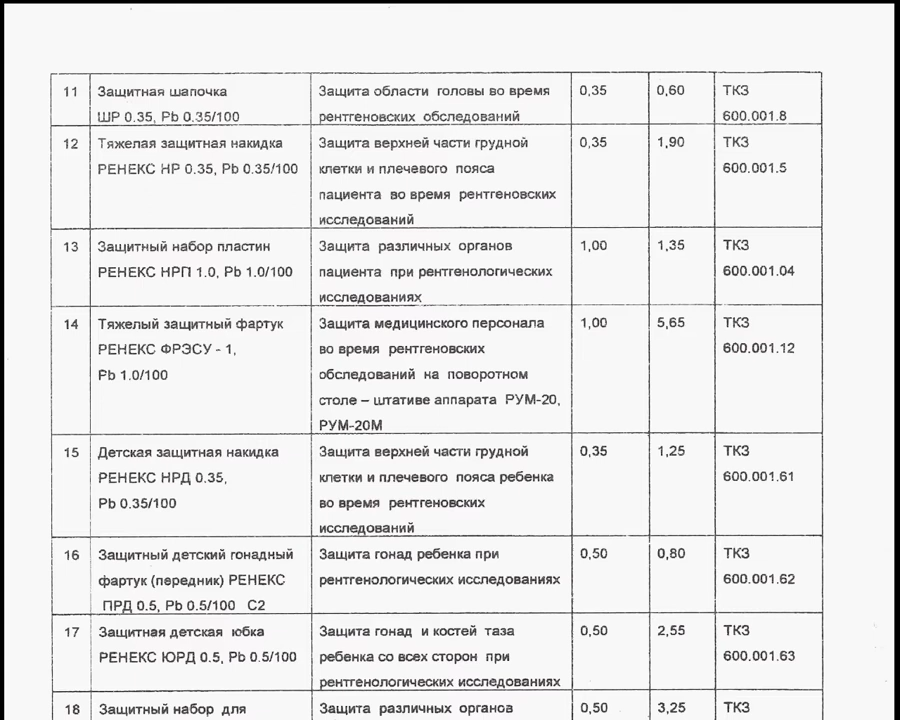 11 Защитная шапочка Защита области головы во время 0,35 0,60 ТКЗ
ШР 0.35, Pb 0.35/100 рентгеновских обследований 600.001.8
12 Тяжелая защитная накидка Защита верхней части грудной 0,35 1,90 ТКЗ
РЕНЕКС НР 0.35, Pb 0.35/100 клетки и плечевого пояса 600.001.5
пациента во время рентгеновских
исследований
13 Защитный набор пластин Защита различных органов 1,00 1,35 ТКЗ
РЕНЕКС НРП 1.0, Pb 1.0/100 пациента при рентгенологических 600.001.04
исследованиях
14 Тяжелый защитный фартук Защита медицинского персонала 1,00 5,65 ТКЗ
РЕНЕКС ФРЭСУ - 1, во время рентгеновских 600.001.12
Pb 1.0/100 обследований на поворотном
столе – штативе аппарата РУМ-20,
РУМ-20М
15 Детская защитная накидка Защита верхней части грудной 0,35 1,25 ТКЗ
РЕНЕКС НРД 0.35, клетки и плечевого пояса ребенка 600.001.61
Pb 0.35/100 во время рентгеновских
исследований
16 Защитный детский гонадный Защита гонад ребенка при 0,50 0,80 ТКЗ
фартук (передник) РЕНЕКС рентгенологических исследованиях 600.001.62
ПРД 0.5, Pb 0.5/100 С2
17 Защитная детская юбка Защита гонад и костей таза 0,50 2,55 ТКЗ
РЕНЕКС ЮРД 0.5, Pb 0.5/100 ребенка со всех сторон при 600.001.63
рентгенологических исследованиях
18 Защитный набор для Защита различных органов 0,50 3,25 ТКЗ